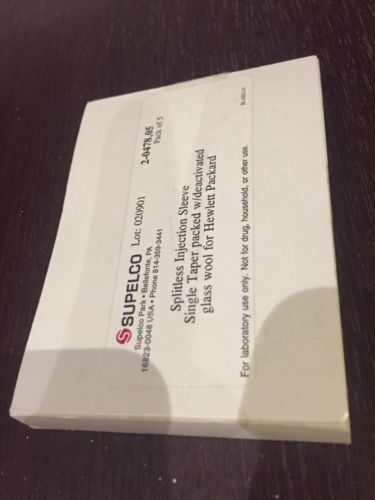 SUPELCO Lot: 020901 2-0478,05
Supelco Park • Bellefonte, PA Pack of 5
16823-0048 USA • Phone 814-359-3441
Splitless Injection Sleeve
Single Taper packed w/deactivated
glass wool for Hewlett Packard
For laboratory use only. Not for drug, household, or other use.